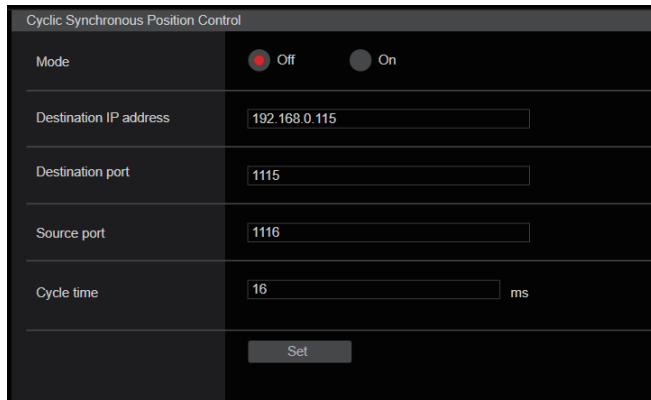 Cyclic Synchronous Position Control
Mode Off On
Destination IP address 192.168.0.115
Destination port 1115
Source port 1116
Cycle time 16 ms
Set